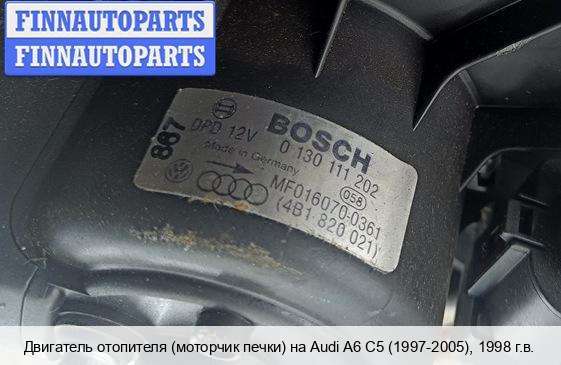 FINNAUTOPARTS
FINNAUTOPARTS
867
DPD 12V BOSCH
0 130 111 202
Made in Germany
058
MF016070-0361
(4B1 820 021)
Двигатель отопителя (моторчик печки) на Audi A6 C5 (1997-2005), 1998 г.в.